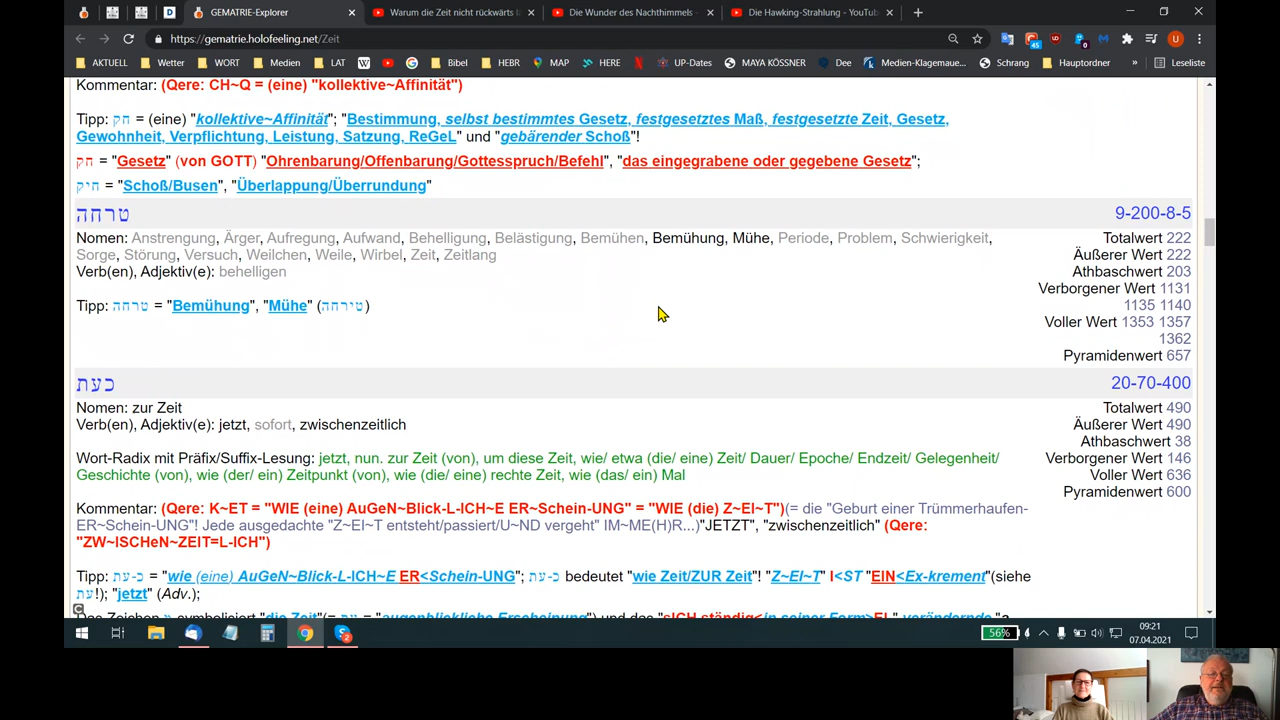 GEMATRIE-Explorer
Warum die Zeit nicht rückwärts
Die Wunder des Nachthimmels -
Die Hawking-Strahlung - YouTube
https://gematrie.holofeeling.net/Zeit
AKTUELL Wetter WORT Medien LAT Bibel HEBR MAP HERE UP-Dates MAYA KÖSSNER Dee Medien-Klagemaue... Schrang Hauptordner » Leseliste
Kommentar: (Qere: CH~Q = (eine) "kollektive~Affinität")
Tipp: חק = (eine) "kollektive~Affinität"; "Bestimmung, selbst bestimmtes Gesetz, festgesetztes Maß, festgesetzte Zeit, Gesetz,
Gewohnheit, Verpflichtung, Leistung, Satzung, ReGeL" und "gebärender Schoß"!
חק = "Gesetz" (von GOTT) "Ohrenbarung/Offenbarung/Gottesspruch/Befehl", "das eingegrabene oder gegebene Gesetz";
חיק = "Schoß/Busen", "Überlappung/Überrundung"
טרחה 9-200-8-5
Nomen: Anstrengung, Ärger, Aufregung, Aufwand, Behelligung, Belästigung, Bemühen, Bemühung, Mühe, Periode, Problem, Schwierigkeit,
Sorge, Störung, Versuch, Weilchen, Weile, Wirbel, Zeit, Zeitlang
Verb(en), Adjektiv(e): behelligen
Tipp: טרחה = "Bemühung", "Mühe" (טירחה)
Totalwert 222
Äußerer Wert 222
Athbaschwert 203
Verborgener Wert 1131
1135 1140
Voller Wert 1353 1357
1362
Pyramidenwert 657
כעת 20-70-400
Nomen: zur Zeit
Verb(en), Adjektiv(e): jetzt, sofort, zwischenzeitlich
Wort-Radix mit Präfix/Suffix-Lesung: jetzt, nun. zur Zeit (von), um diese Zeit, wie/ etwa (die/ eine) Zeit/ Dauer/ Epoche/ Endzeit/ Gelegenheit/
Geschichte (von), wie (der/ ein) Zeitpunkt (von), wie (die/ eine) rechte Zeit, wie (das/ ein) Mal
Kommentar: (Qere: K~ET = "WIE (eine) AuGeN~Blick-L-ICH~E ER~Schein-UNG" = "WIE (die) Z~EI~T")(= die "Geburt einer Trümmerhaufen-
ER~Schein-UNG"! Jede ausgedachte "Z~EI~T entsteht/passiert/U~ND vergeht" IM~ME(H)R...)"JETZT", "zwischenzeitlich" (Qere:
"ZW~ISCHeN~ZEIT=L-ICH")
Tipp: כ-עת = "wie (eine) AuGeN~Blick-L-ICH~E ER<Schein-UNG"; כ-עת bedeutet "wie Zeit/ZUR Zeit"! "Z~EI~T" I<ST "EIN<Ex-krement"(siehe
עת!); "jetzt" (Adv.);
Totalwert 490
Äußerer Wert 490
Athbaschwert 38
Verborgener Wert 146
Voller Wert 636
Pyramidenwert 600
56%
09:21
07.04.2021